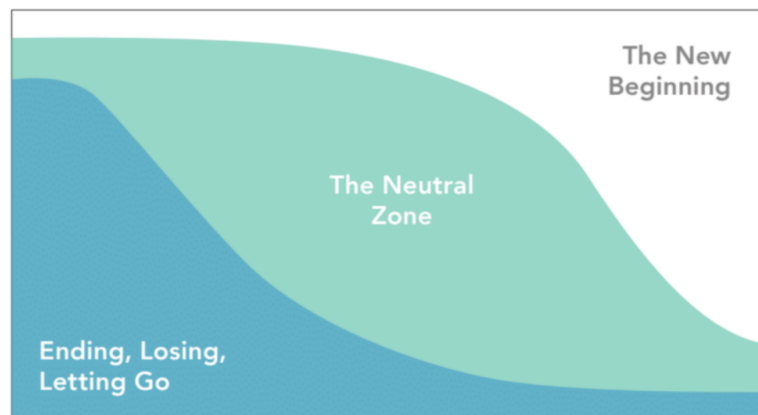 The New
Beginning
The Neutral
Zone
Ending, Losing,
Letting Go